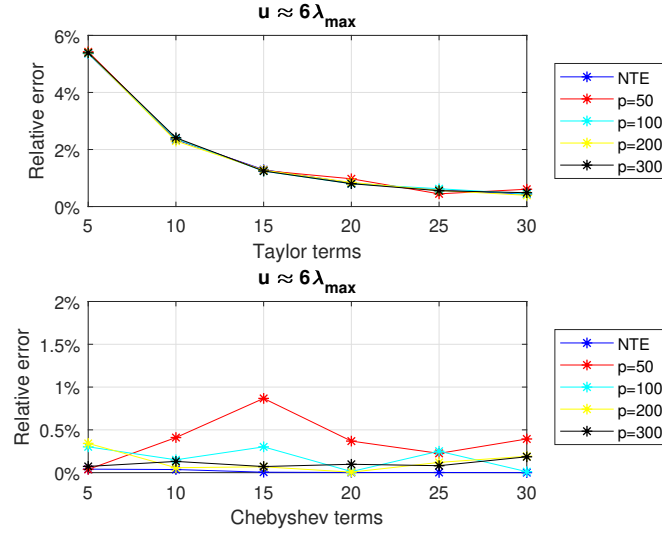 u ≈ 6λmax
Relative error
6%
4%
2%
0%
5 10 15 20 25 30
Taylor terms
NTE
p=50
p=100
p=200
p=300
u ≈ 6λmax
Relative error
2%
1.5%
1%
0.5%
0%
5 10 15 20 25 30
Chebyshev terms
NTE
p=50
p=100
p=200
p=300